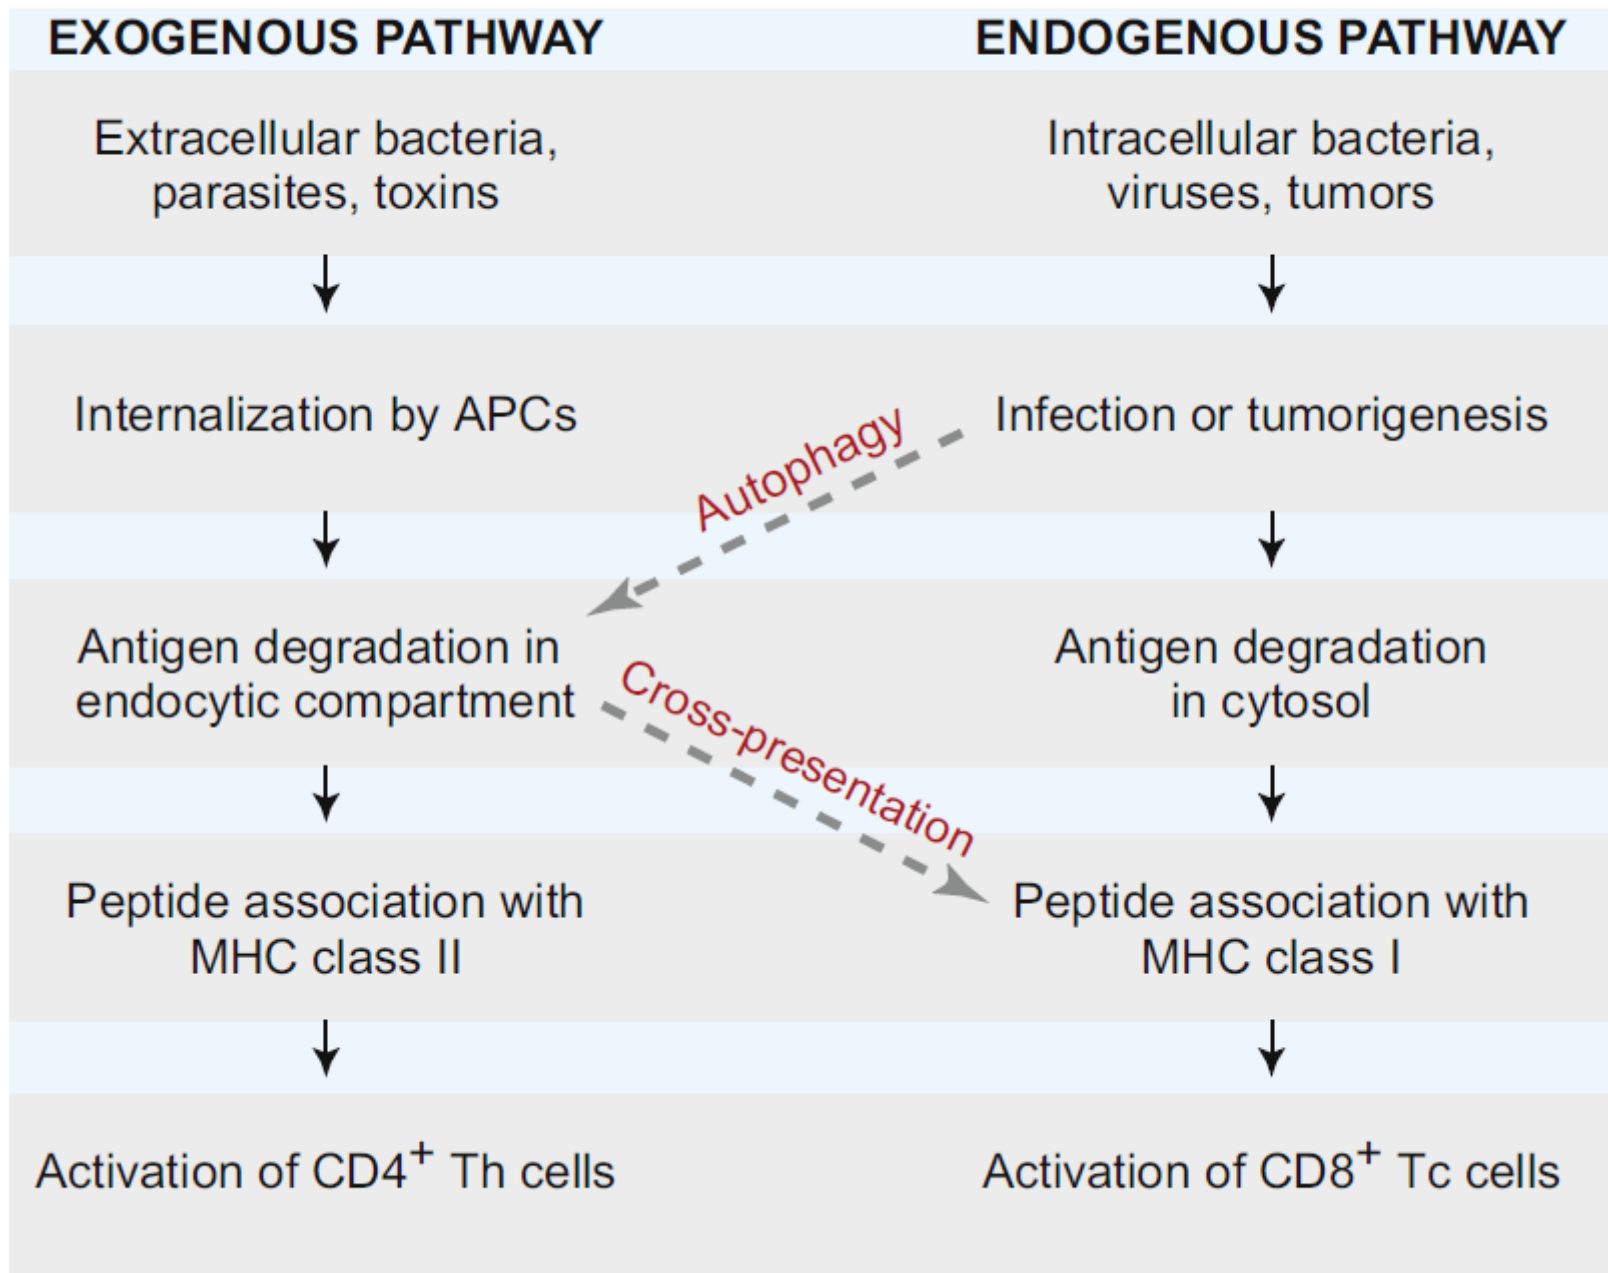 EXOGENOUS PATHWAY
ENDOGENOUS PATHWAY
Extracellular bacteria,
parasites, toxins
Intracellular bacteria,
viruses, tumors
Internalization by APCs
Infection or tumorigenesis
Autophagy
Antigen degradation in
endocytic compartment
Antigen degradation
in cytosol
Cross-presentation
Peptide association with
MHC class II
Peptide association with
MHC class I
Activation of CD4⁺ Th cells
Activation of CD8⁺ Tc cells